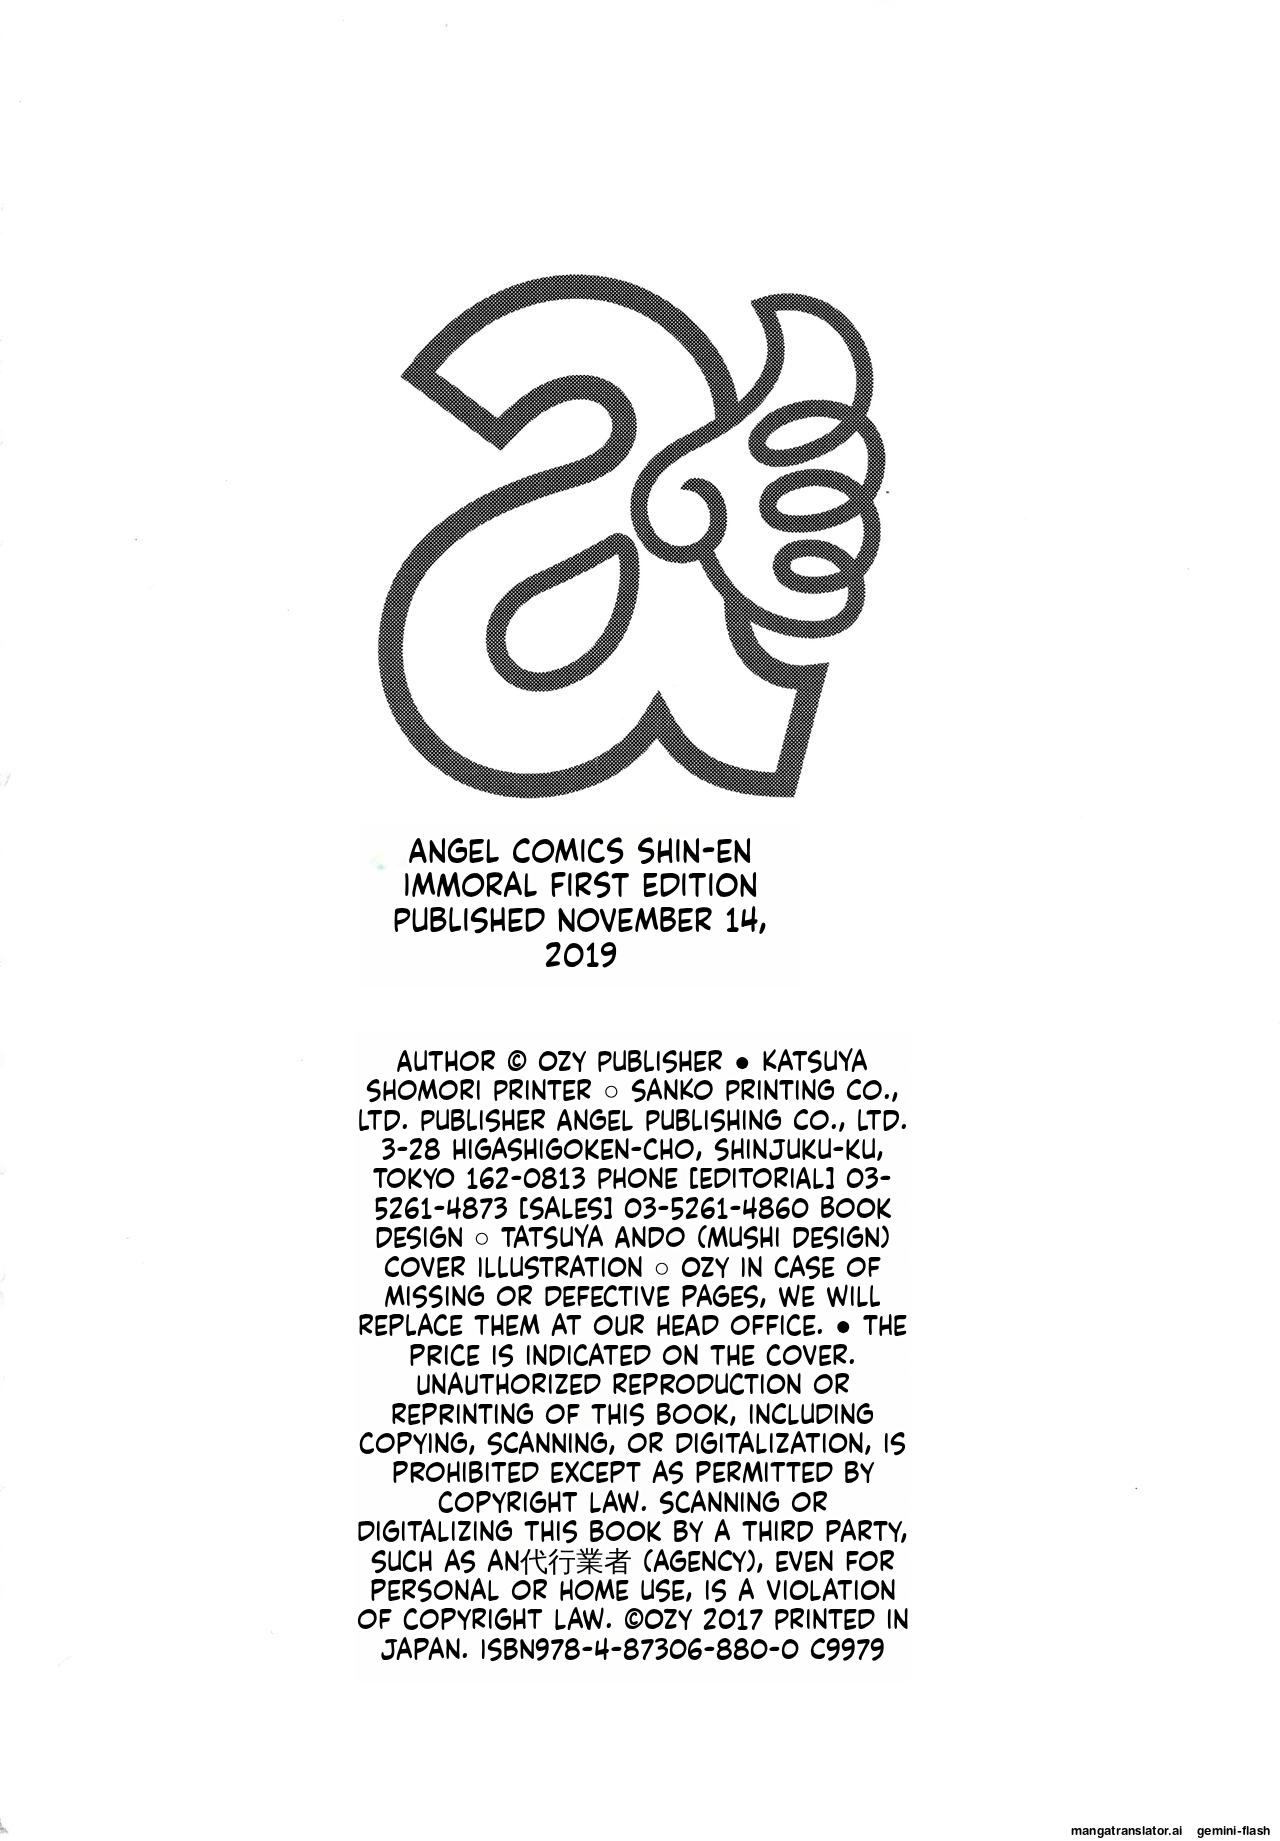 ANGEL COMICS SHIN-EN
IMMORAL FIRST EDITION
PUBLISHED NOVEMBER 14,
2019
AUTHOR © OZY PUBLISHER ● KATSUYA
SHOMORI PRINTER ○ SANKO PRINTING CO.,
LTD. PUBLISHER ANGEL PUBLISHING CO., LTD.
3-28 HIGASHIGOKEN-CHO, SHINJUKU-KU,
TOKYO 162-0813 PHONE [EDITORIAL] 03-
5261-4873 [SALES] 03-5261-4860 BOOK
DESIGN ○ TATSUYA ANDO (MUSHI DESIGN)
COVER ILLUSTRATION ○ OZY IN CASE OF
MISSING OR DEFECTIVE PAGES, WE WILL
REPLACE THEM AT OUR HEAD OFFICE. ● THE
PRICE IS INDICATED ON THE COVER.
UNAUTHORIZED REPRODUCTION OR
REPRINTING OF THIS BOOK, INCLUDING
COPYING, SCANNING, OR DIGITALIZATION, IS
PROHIBITED EXCEPT AS PERMITTED BY
COPYRIGHT LAW. SCANNING OR
DIGITALIZING THIS BOOK BY A THIRD PARTY,
SUCH AS AN代行業者 (AGENCY), EVEN FOR
PERSONAL OR HOME USE, IS A VIOLATION
OF COPYRIGHT LAW. ©OZY 2017 PRINTED IN
JAPAN. ISBN978-4-87306-880-0 C9979
mangatranslator.ai gemini-flash